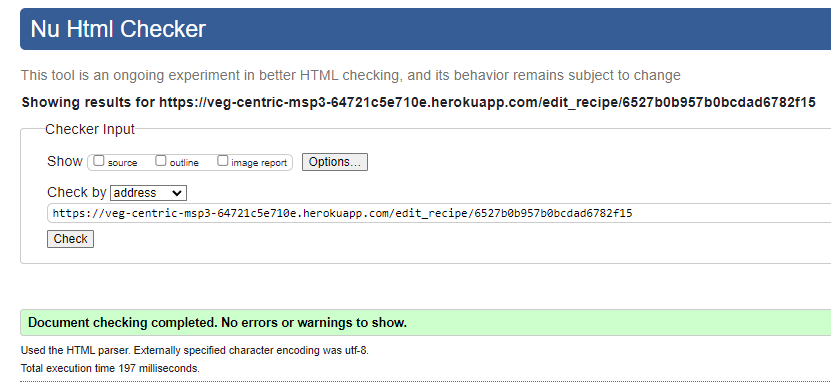 Nu Html Checker
This tool is an ongoing experiment in better HTML checking, and its behavior remains subject to change
Showing results for https://veg-centric-msp3-64721c5e710e.herokuapp.com/edit_recipe/6527b0b957b0bcdad6782f15
Checker Input
Show source outline image report Options...
Check by address
https://veg-centric-msp3-64721c5e710e.herokuapp.com/edit_recipe/6527b0b957b0bcdad6782f15
Check
Document checking completed. No errors or warnings to show.
Used the HTML parser. Externally specified character encoding was utf-8.
Total execution time 197 milliseconds.